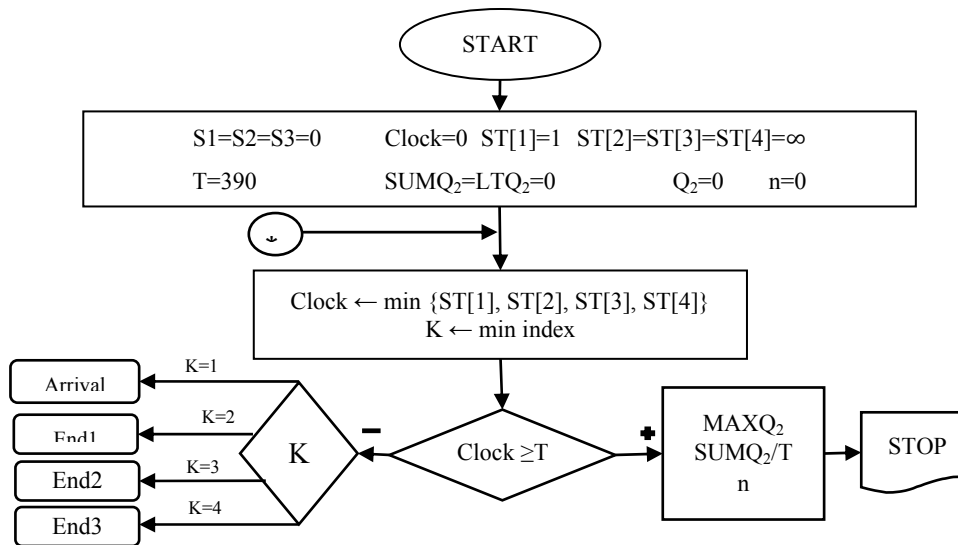 START
S1=S2=S3=0 Clock=0 ST[1]=1 ST[2]=ST[3]=ST[4]=∞
T=390 SUMQ₂=LTQ₂=0 Q₂=0 n=0
Clock ← min {ST[1], ST[2], ST[3], ST[4]}
K ← min index
Arrival
End1
End2
End3
K=1
K=2
K=3
K=4
K
−
Clock ≥T
+
MAXQ₂
SUMQ₂/T
n
STOP